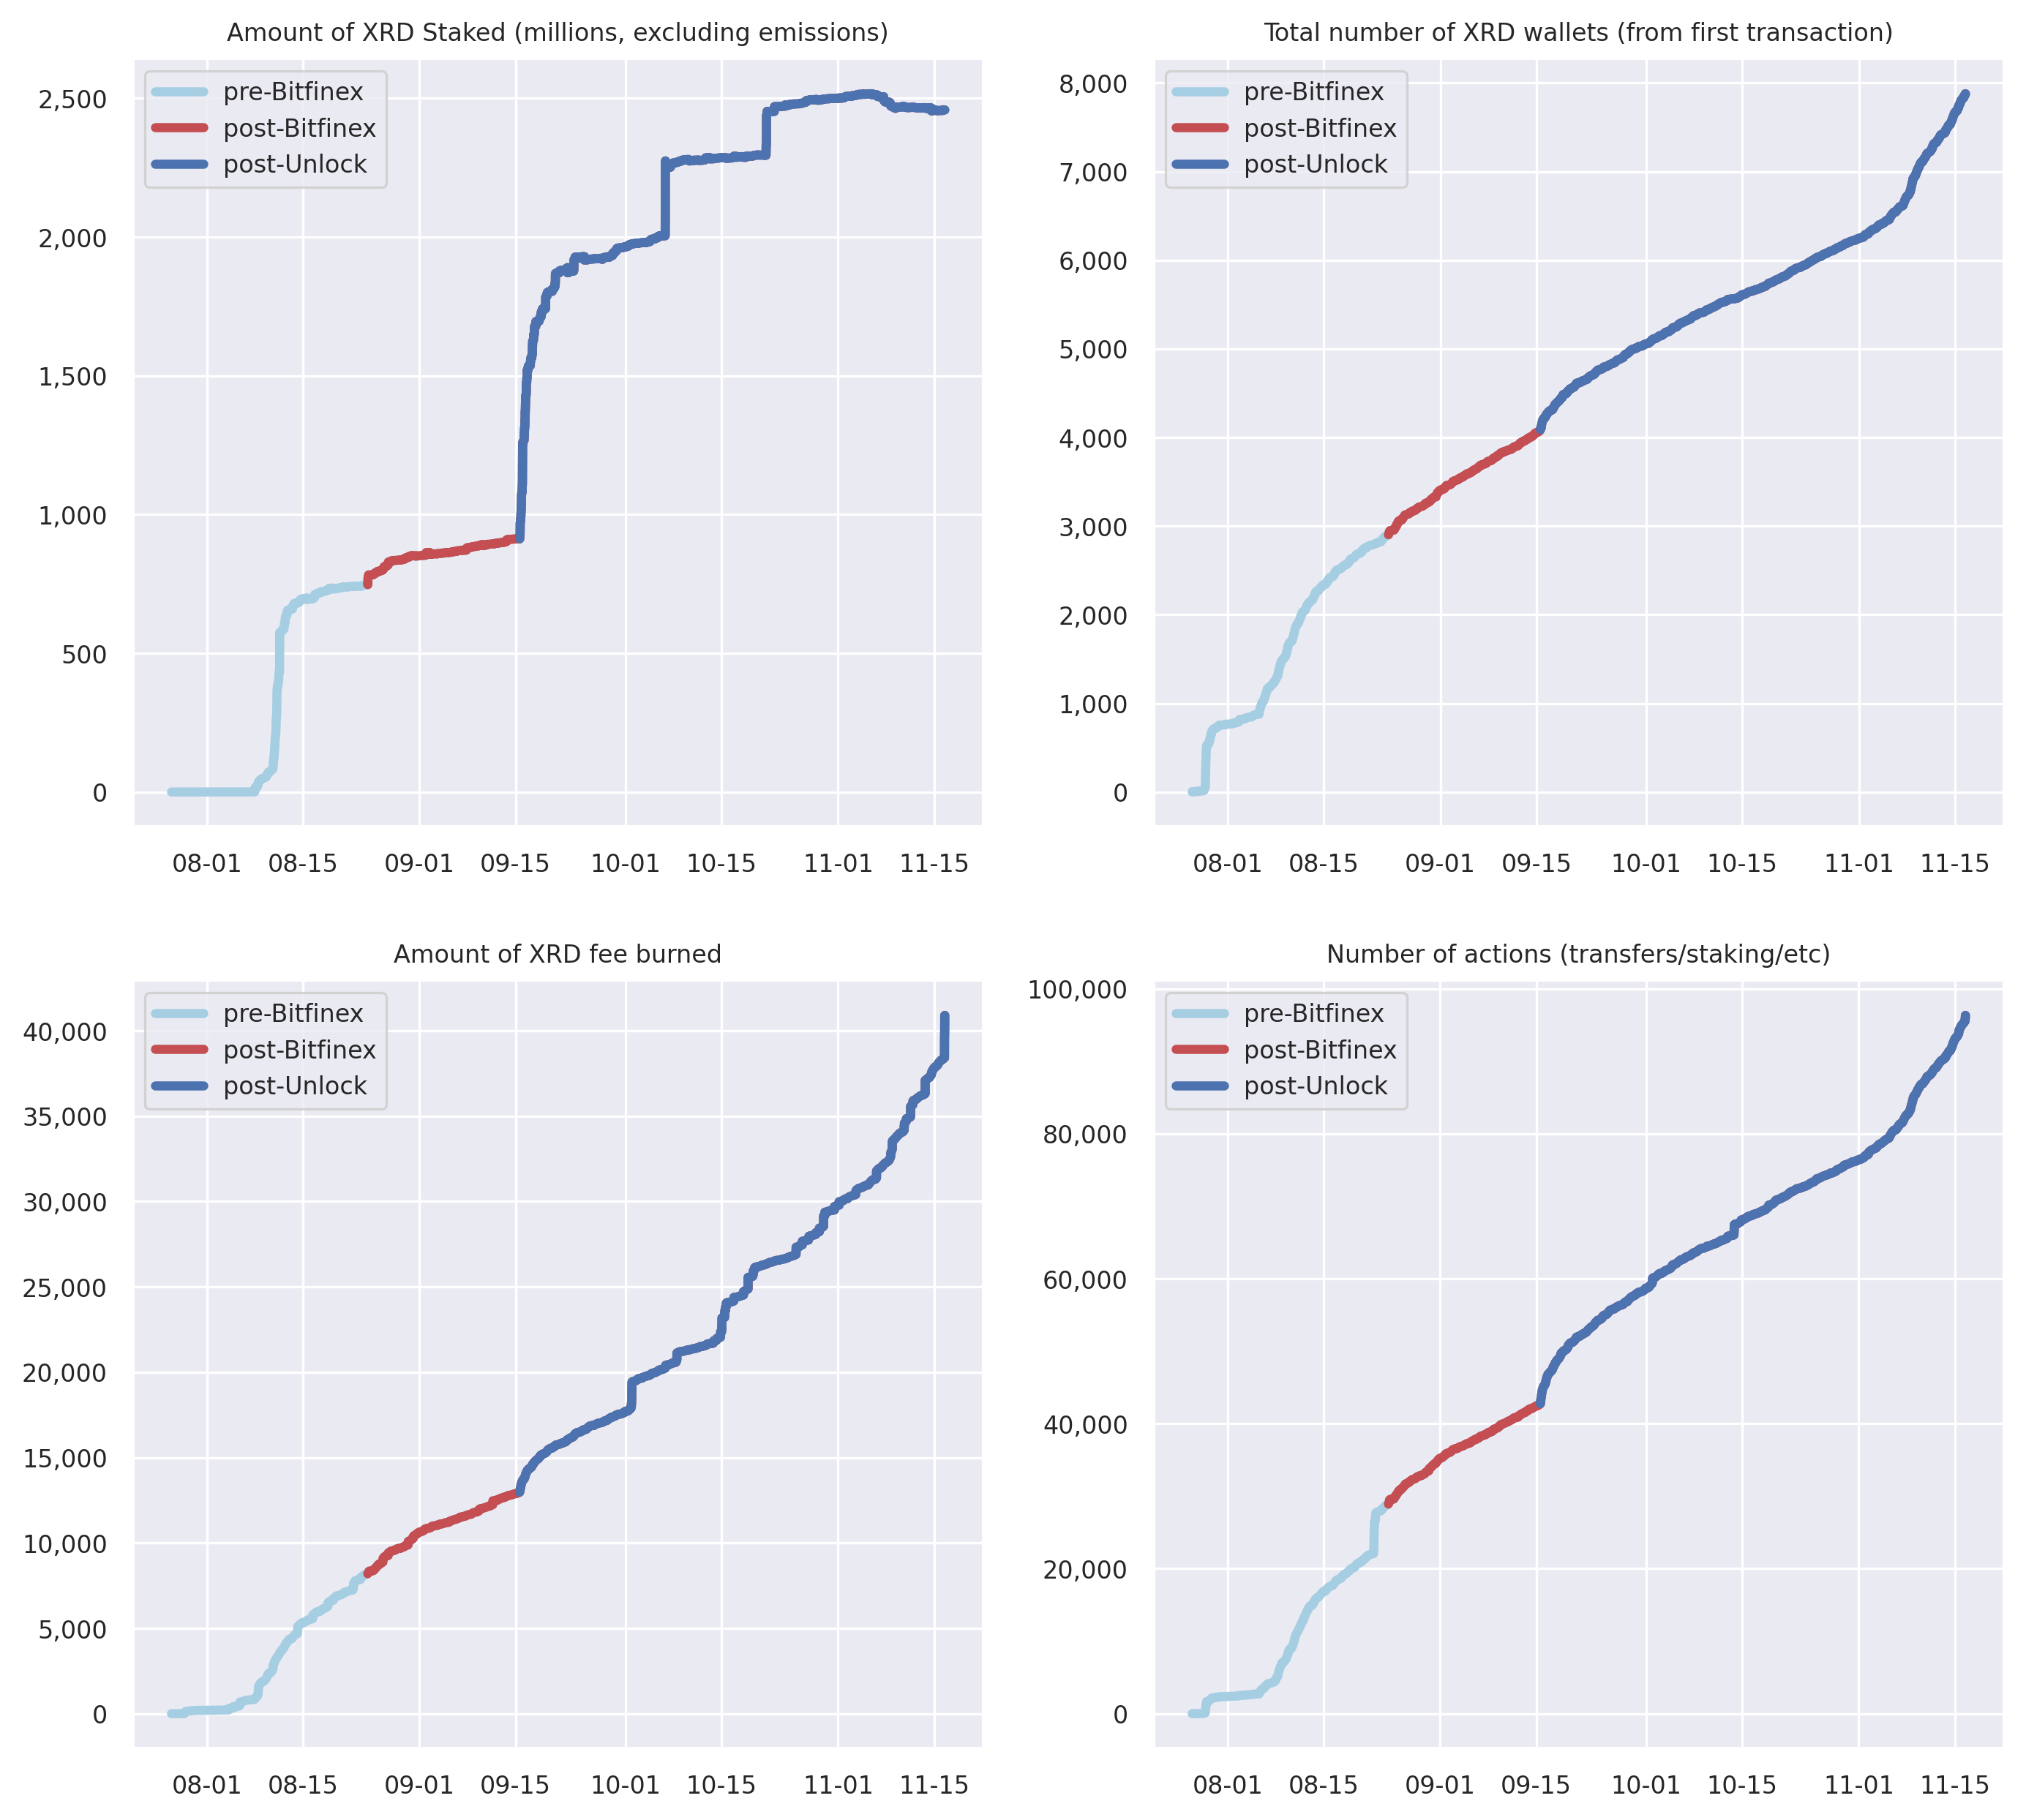 Amount of XRD Staked (millions, excluding emissions)
pre-Bitfinex
post-Bitfinex
post-Unlock
2,500
2,000
1,500
1,000
500
0
08-01 08-15 09-01 09-15 10-01 10-15 11-01 11-15
Total number of XRD wallets (from first transaction)
pre-Bitfinex
post-Bitfinex
post-Unlock
8,000
7,000
6,000
5,000
4,000
3,000
2,000
1,000
0
08-01 08-15 09-01 09-15 10-01 10-15 11-01 11-15
Amount of XRD fee burned
pre-Bitfinex
post-Bitfinex
post-Unlock
40,000
35,000
30,000
25,000
20,000
15,000
10,000
5,000
0
08-01 08-15 09-01 09-15 10-01 10-15 11-01 11-15
Number of actions (transfers/staking/etc)
pre-Bitfinex
post-Bitfinex
post-Unlock
100,000
80,000
60,000
40,000
20,000
0
08-01 08-15 09-01 09-15 10-01 10-15 11-01 11-15